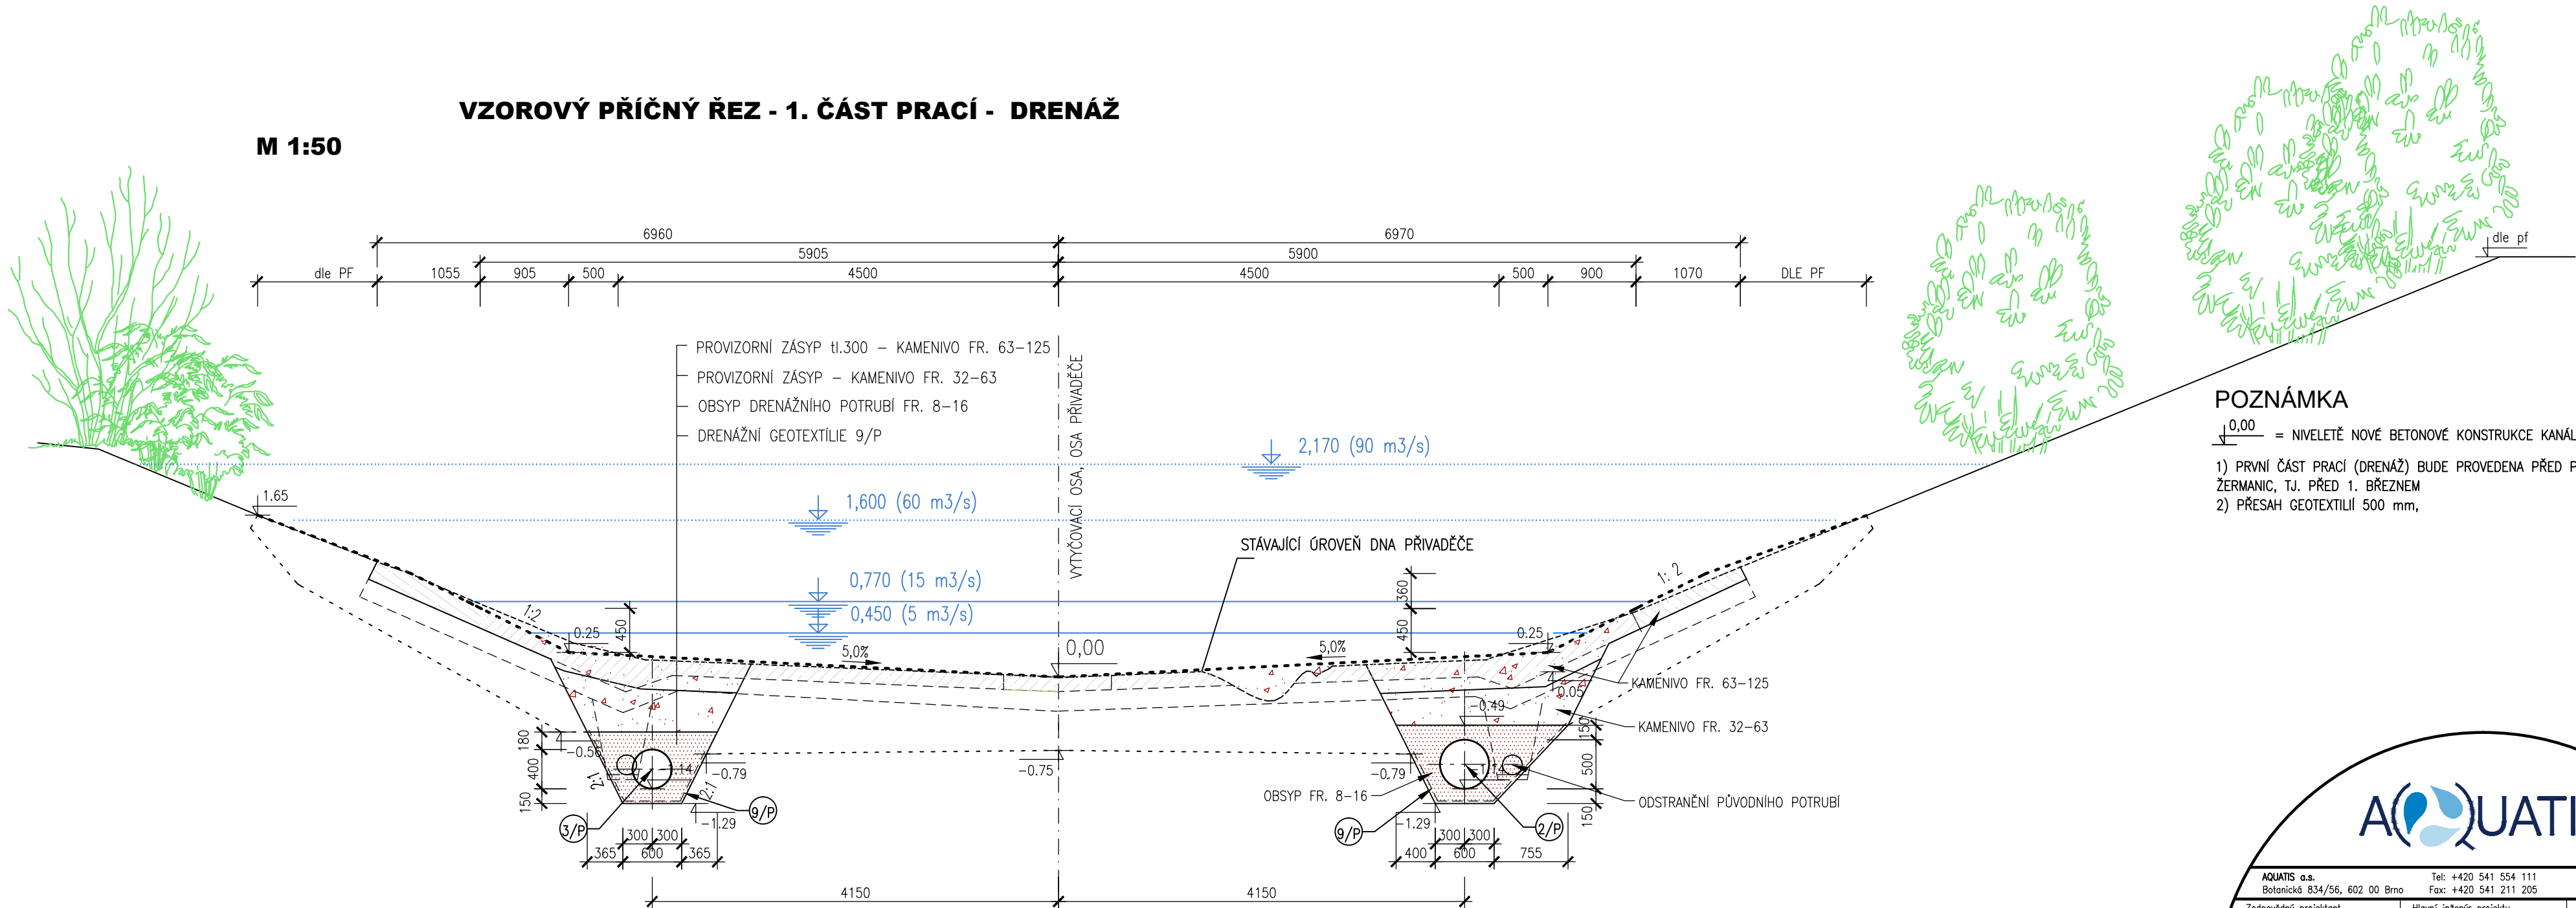 VZOROVÝ PŘÍČNÝ ŘEZ - 1. ČÁST PRACÍ - DRENÁŽ
M 1:50
6960
6970
5905
5900
dle PF
1055
905
500
4500
4500
500
900
1070
DLE PF
dle pf
PROVIZORNÍ ZÁSYP tl.300 – KAMENIVO FR. 63-125
PROVIZORNÍ ZÁSYP – KAMENIVO FR. 32-63
OBSYP DRENÁŽNÍHO POTRUBÍ FR. 8-16
DRENÁŽNÍ GEOTEXTÍLIE 9/P
VYTYČOVACÍ OSA, OSA PŘIVADĚČE
POZNÁMKA
0,00 = NIVELETĚ NOVÉ BETONOVÉ KONSTRUKCE KANÁL
1) PRVNÍ ČÁST PRACÍ (DRENÁŽ) BUDE PROVEDENA PŘED P
ŽERMANIC, TJ. PŘED 1. BŘEZNEM
2) PŘESAH GEOTEXTILIÍ 500 mm,
2,170 (90 m3/s)
1.65
1,600 (60 m3/s)
STÁVAJÍCÍ ÚROVEŇ DNA PŘIVADĚČE
0,770 (15 m3/s)
0,450 (5 m3/s)
1:2
1: 2
360
450
450
0.25
0.25
5,0%
0,00
5,0%
KAMENIVO FR. 63-125
0.05
-0.49
KAMENIVO FR. 32-63
180
400
150
-0.56
-1.14
-0.79
-0.75
-0.79
-1.14
150
500
150
2:1
2:1
OBSYP FR. 8-16
ODSTRANĚNÍ PŮVODNÍHO POTRUBÍ
3/P
9/P
-1.29
9/P
-1.29
2/P
300
300
365
600
365
300
300
400
600
755
4150
4150
AQUATI
AQUATIS a.s.
Botanická 834/56, 602 00 Brno
Tel: +420 541 554 111
Fax: +420 541 211 205